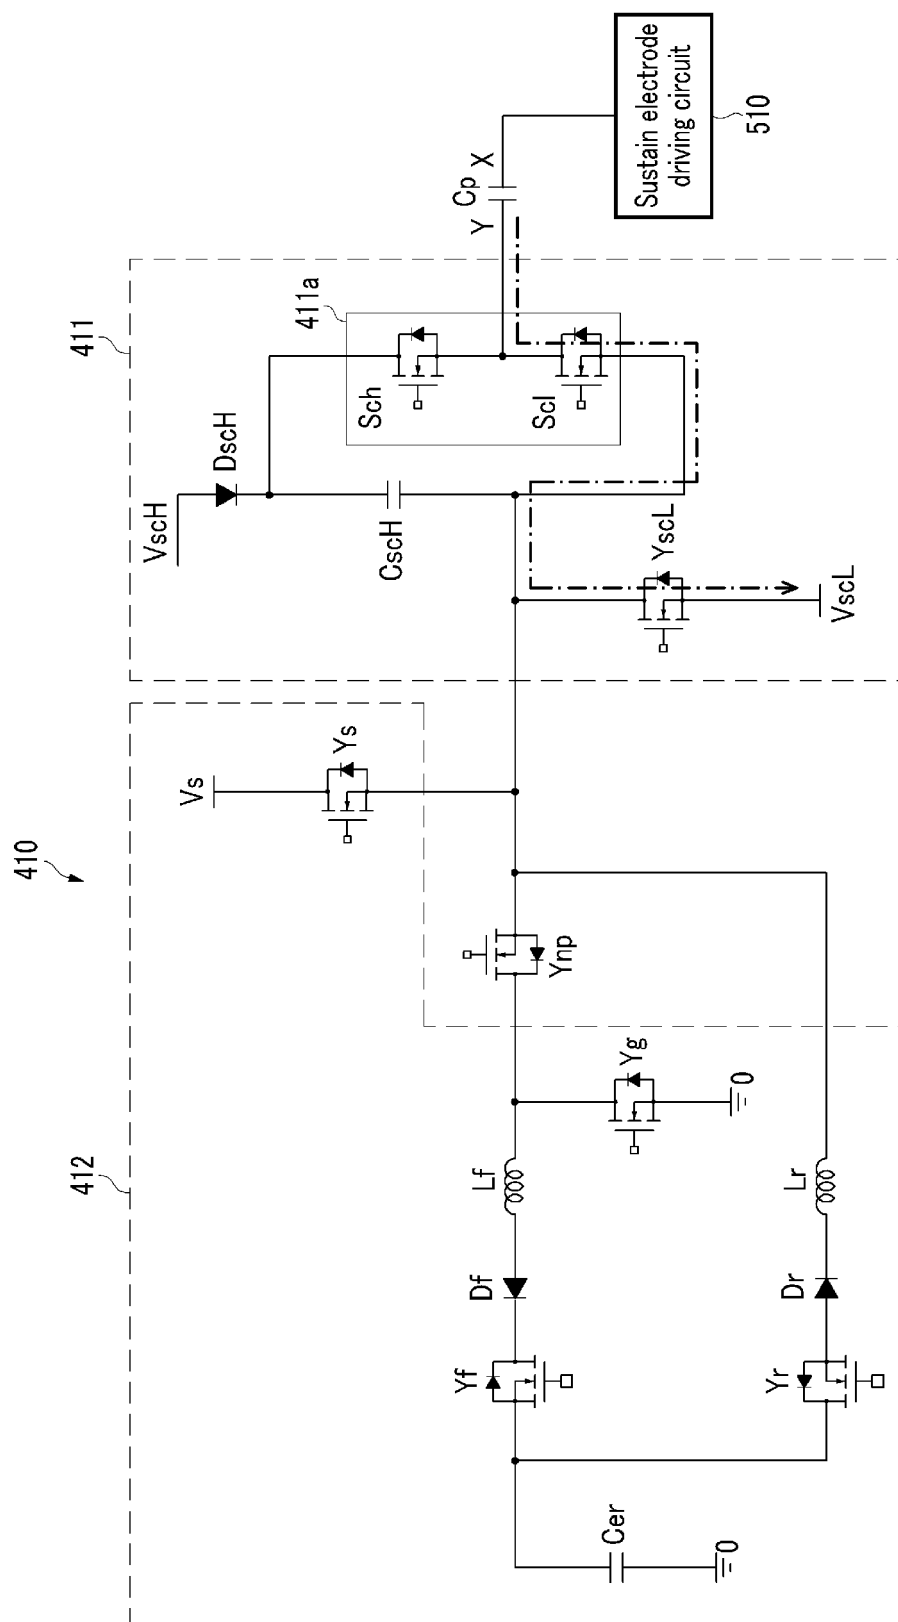 410
412
411
Vs
Ys
VscH
DscH
CscH
411a
Sch
Scl
Y
Cp
X
Sustain electrode
driving circuit
510
YscL
VscL
Ynp
Yg
0
Lf
Df
Yf
Lr
Dr
Yr
Cer
0